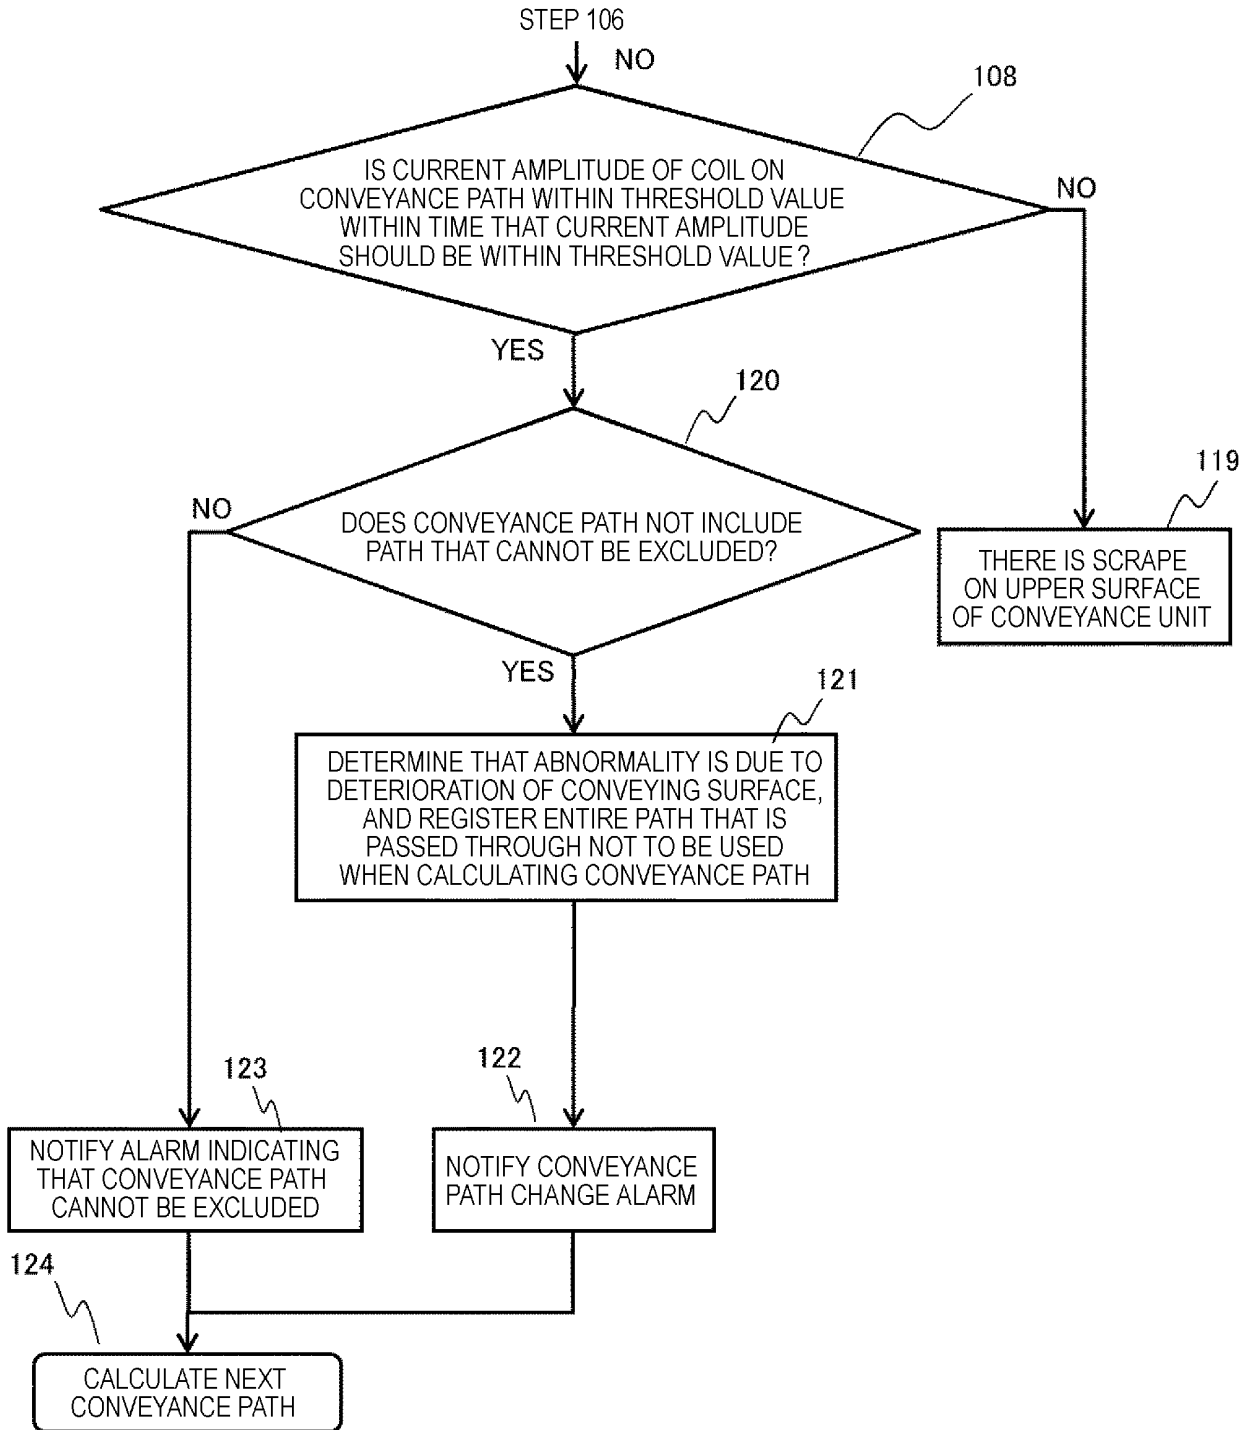 STEP 106
NO
108
IS CURRENT AMPLITUDE OF COIL ON
CONVEYANCE PATH WITHIN THRESHOLD VALUE
WITHIN TIME THAT CURRENT AMPLITUDE
SHOULD BE WITHIN THRESHOLD VALUE?
NO
YES
120
119
NO
DOES CONVEYANCE PATH NOT INCLUDE
PATH THAT CANNOT BE EXCLUDED?
THERE IS SCRAPE
ON UPPER SURFACE
OF CONVEYANCE UNIT
YES
121
DETERMINE THAT ABNORMALITY IS DUE TO
DETERIORATION OF CONVEYING SURFACE,
AND REGISTER ENTIRE PATH THAT IS
PASSED THROUGH NOT TO BE USED
WHEN CALCULATING CONVEYANCE PATH
123
122
NOTIFY ALARM INDICATING
THAT CONVEYANCE PATH
CANNOT BE EXCLUDED
NOTIFY CONVEYANCE
PATH CHANGE ALARM
124
CALCULATE NEXT
CONVEYANCE PATH